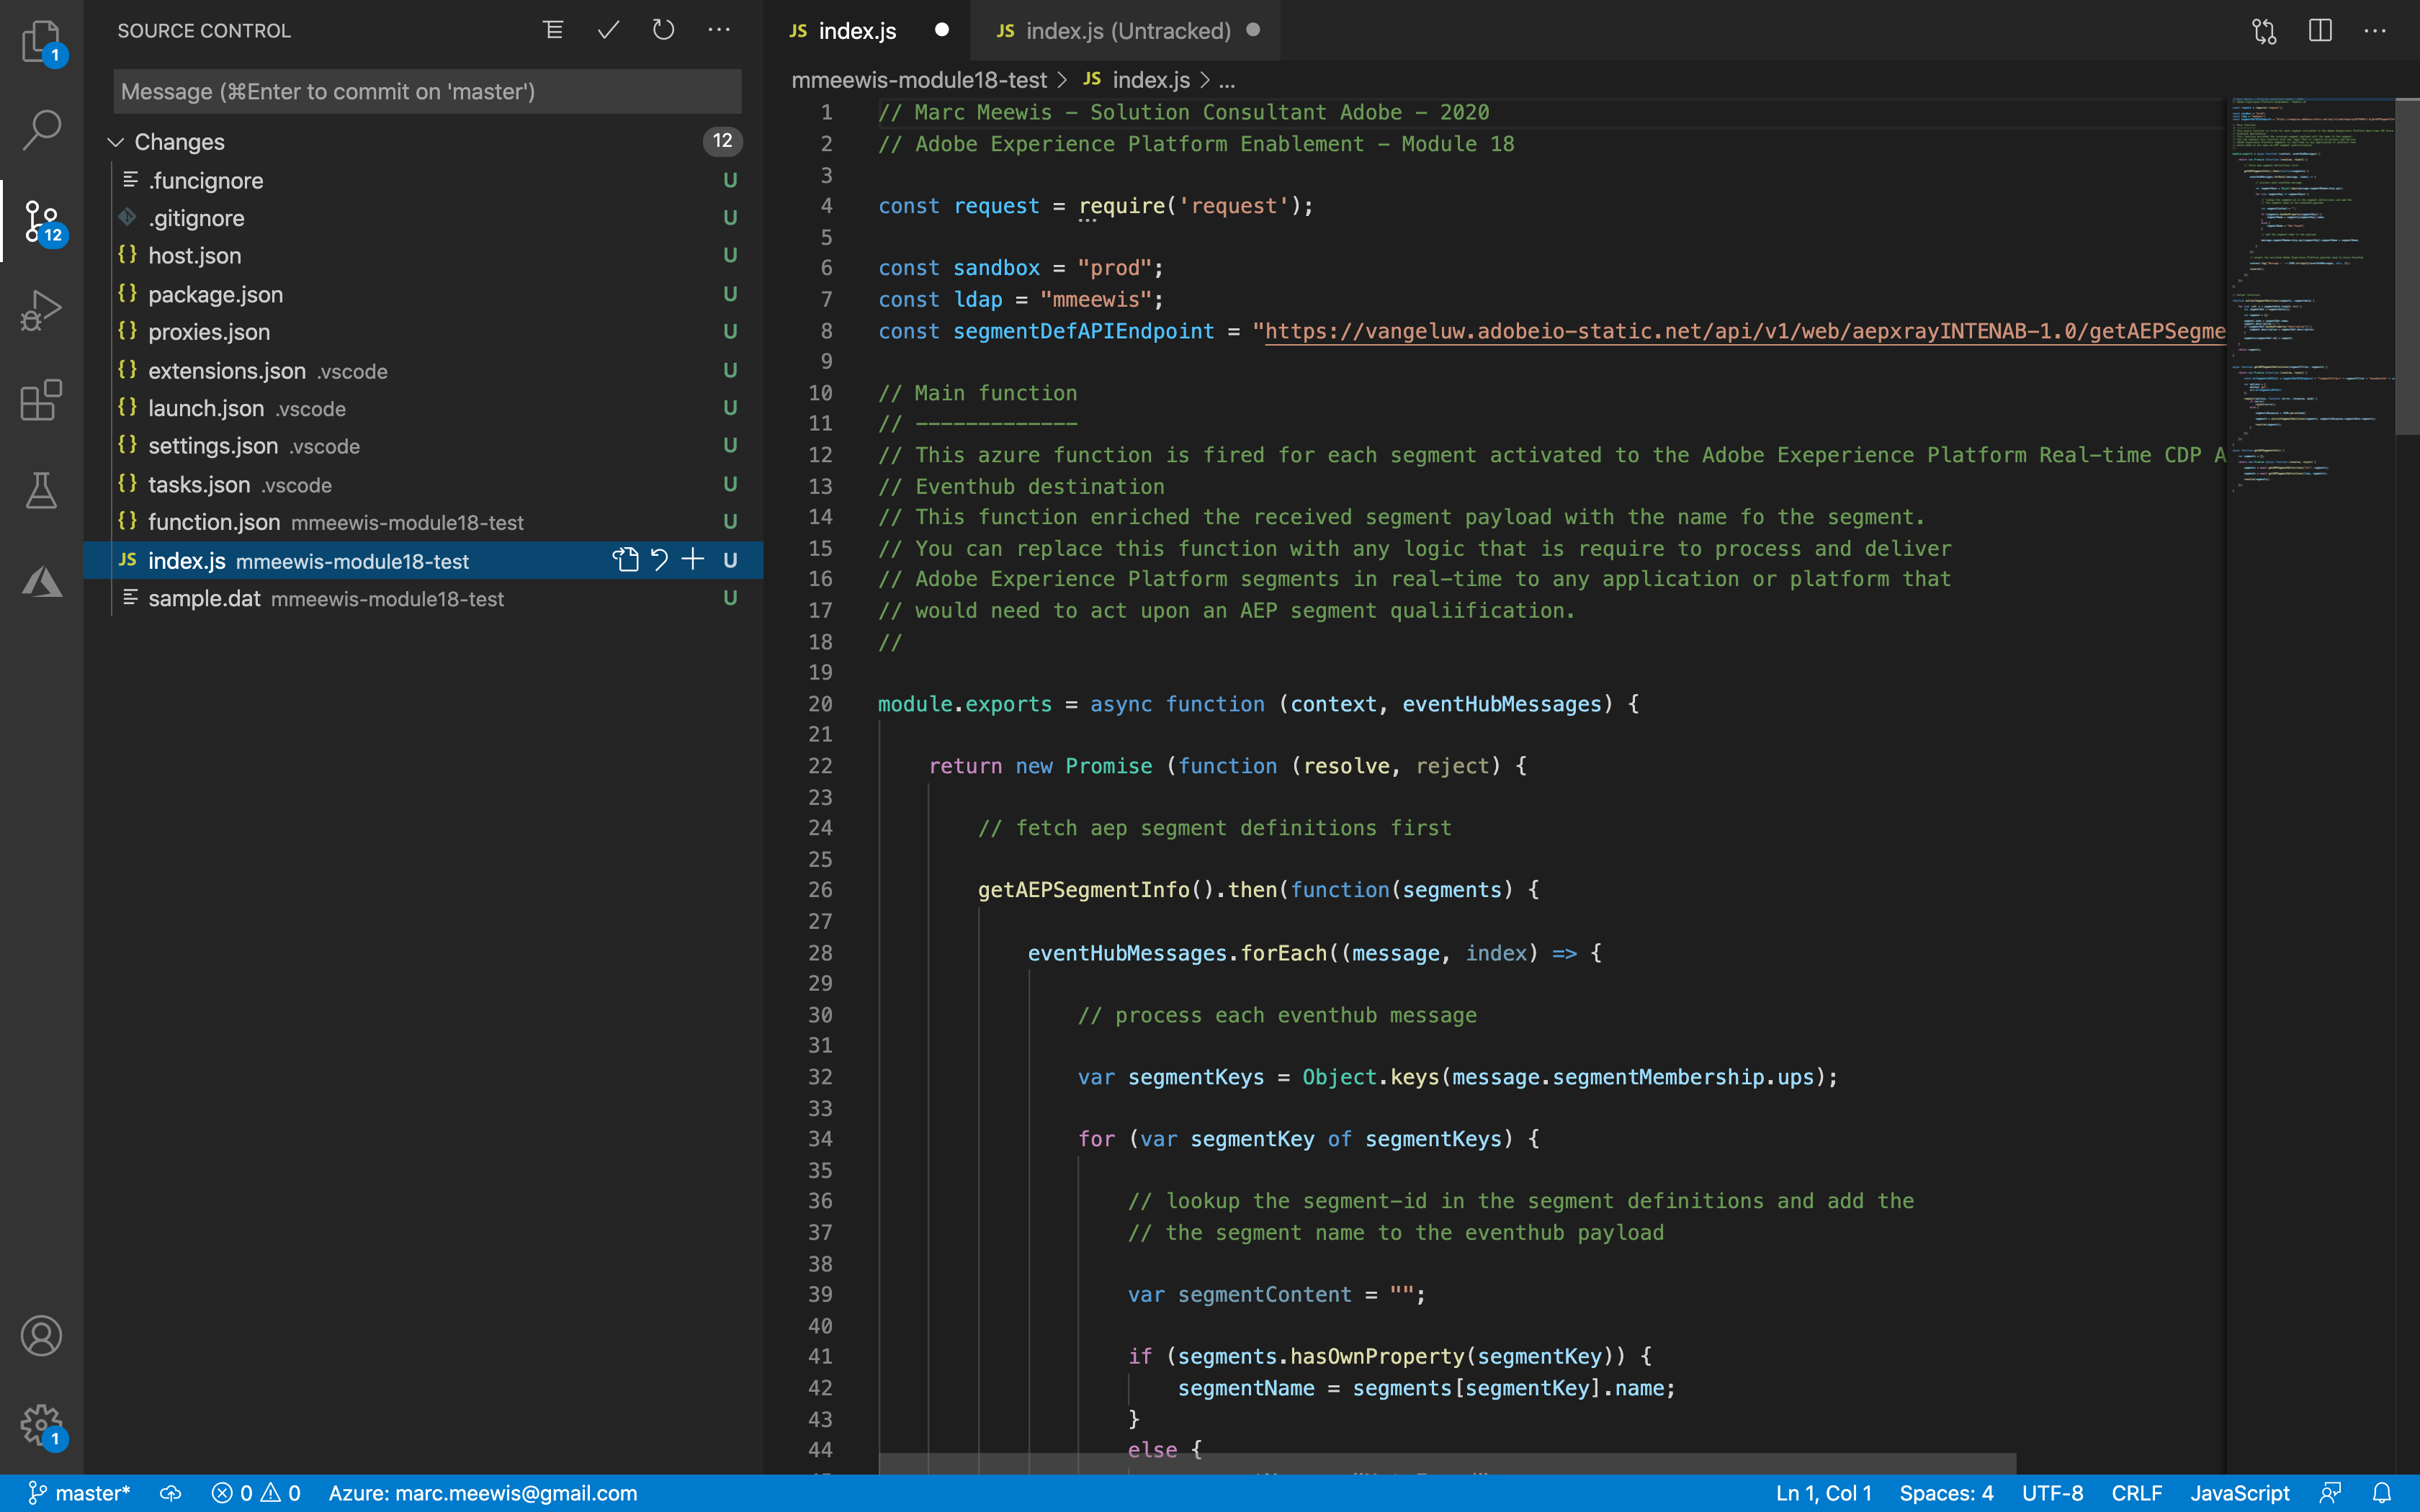 1
12
1
SOURCE CONTROL
Message (⌘Enter to commit on 'master')
Changes 12
.funcignore U
.gitignore U
{} host.json U
{} package.json U
{} proxies.json U
{} extensions.json .vscode U
{} launch.json .vscode U
{} settings.json .vscode U
{} tasks.json .vscode U
{} function.json mmeewis-module18-test U
JS index.js mmeewis-module18-test U
sample.dat mmeewis-module18-test U
JS index.js
JS index.js (Untracked)
mmeewis-module18-test > JS index.js > ...
1 // Marc Meewis - Solution Consultant Adobe - 2020
2 // Adobe Experience Platform Enablement - Module 18
3
4 const request = require('request');
5
6 const sandbox = "prod";
7 const ldap = "mmeewis";
8 const segmentDefAPIEndpoint = "https://vangeluw.adobeio-static.net/api/v1/web/aepxrayINTENAB-1.0/getAEPSegme
9
10 // Main function
11 // -------------
12 // This azure function is fired for each segment activated to the Adobe Exeperience Platform Real-time CDP A
13 // Eventhub destination
14 // This function enriched the received segment payload with the name fo the segment.
15 // You can replace this function with any logic that is require to process and deliver
16 // Adobe Experience Platform segments in real-time to any application or platform that
17 // would need to act upon an AEP segment qualiification.
18 //
19
20 module.exports = async function (context, eventHubMessages) {
21
22 return new Promise (function (resolve, reject) {
23
24 // fetch aep segment definitions first
25
26 getAEPSegmentInfo().then(function(segments) {
27
28 eventHubMessages.forEach((message, index) => {
29
30 // process each eventhub message
31
32 var segmentKeys = Object.keys(message.segmentMembership.ups);
33
34 for (var segmentKey of segmentKeys) {
35
36 // lookup the segment-id in the segment definitions and add the
37 // the segment name to the eventhub payload
38
39 var segmentContent = "";
40
41 if (segments.hasOwnProperty(segmentKey)) {
42 segmentName = segments[segmentKey].name;
43 }
44 else {
master* 0 0 Azure: marc.meewis@gmail.com Ln 1, Col 1 Spaces: 4 UTF-8 CRLF JavaScript